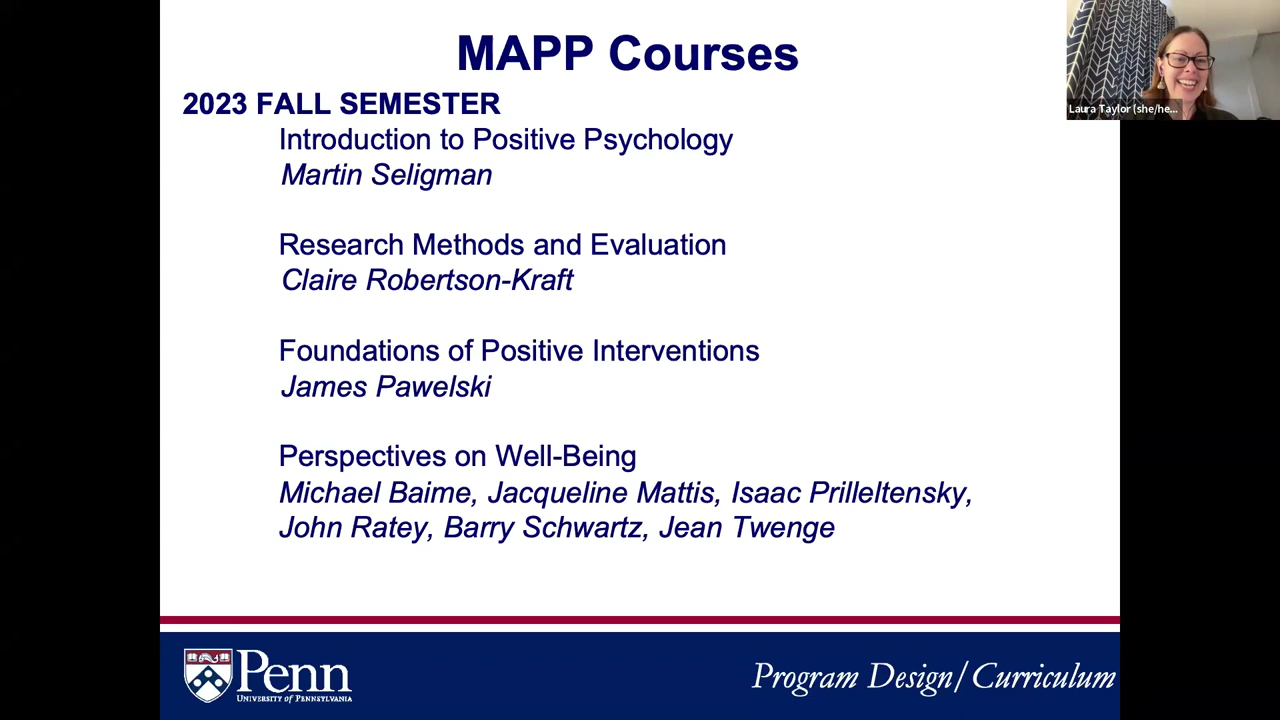 MAPP Courses
Laura Taylor (she/he...
2023 FALL SEMESTER
Introduction to Positive Psychology
Martin Seligman
Research Methods and Evaluation
Claire Robertson-Kraft
Foundations of Positive Interventions
James Pawelski
Perspectives on Well-Being
Michael Baime, Jacqueline Mattis, Isaac Prilleltensky,
John Ratey, Barry Schwartz, Jean Twenge
Penn
UNIVERSITY of PENNSYLVANIA
Program Design/Curriculum